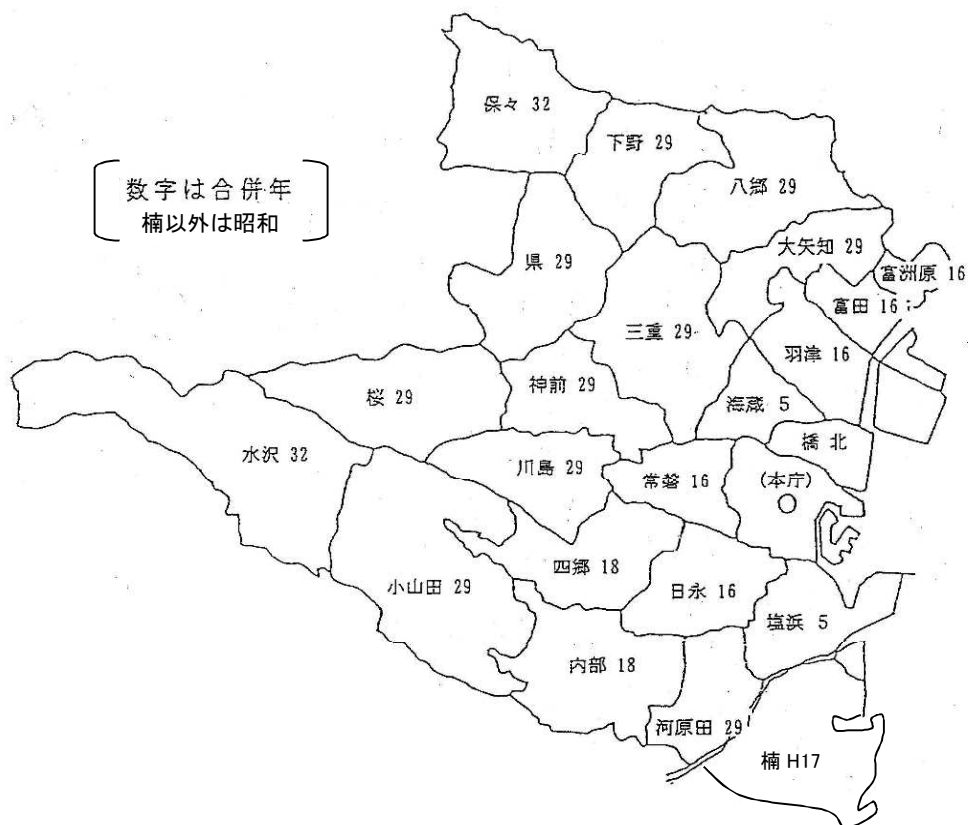 保々 32
下野 29
八郷 29
数字は合併年
楠以外は昭和
大矢知 29
県 29
富洲原 16
富田 16
三重 29
羽津 16
桜 29
神前 29
海蔵 5
橋北
水沢 32
川島 29
常磐 16
(本庁)
四郷 18
小山田 29
日永 16
塩浜 5
内部 18
河原田 29
楠 H17